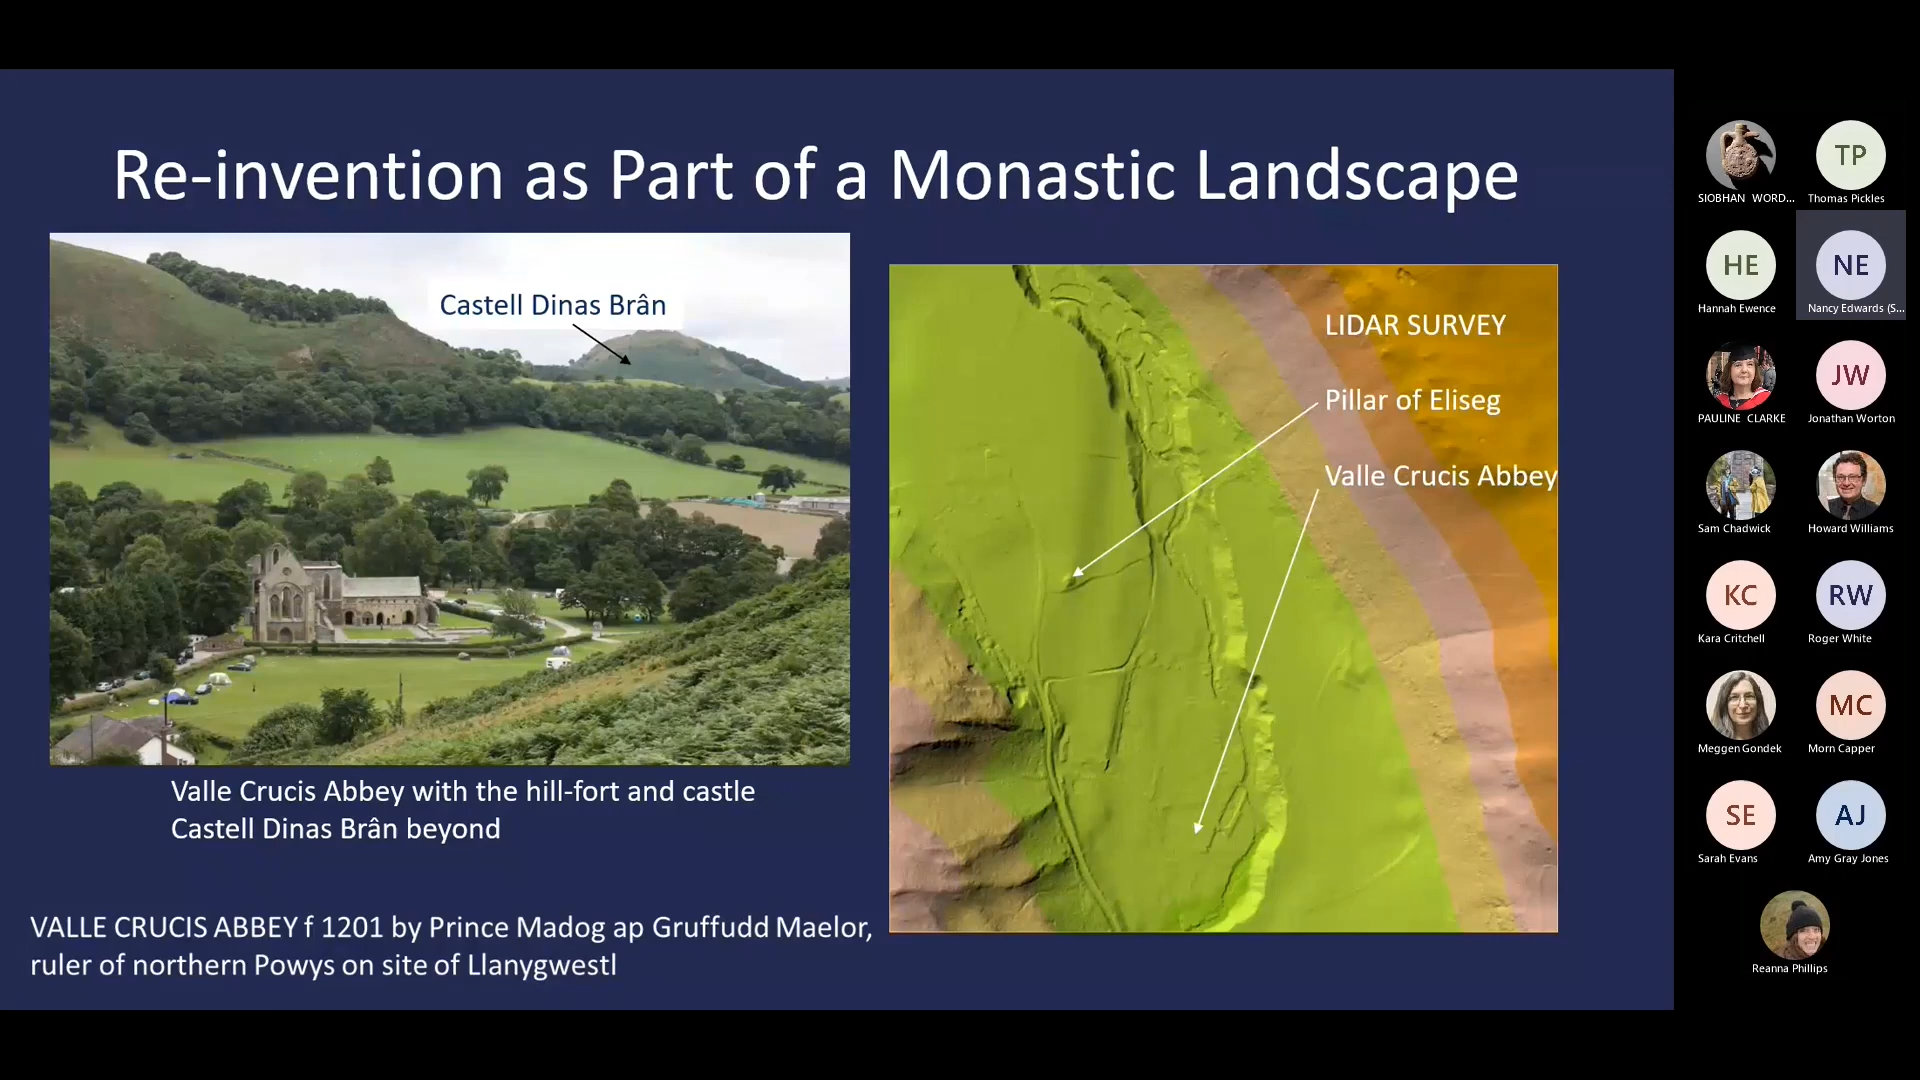 Re-invention as Part of a Monastic Landscape
Castell Dinas Brân
LIDAR SURVEY
Pillar of Eliseg
Valle Crucis Abbey
Valle Crucis Abbey with the hill-fort and castle
Castell Dinas Brân beyond
VALLE CRUCIS ABBEY f 1201 by Prince Madog ap Gruffudd Maelor,
ruler of northern Powys on site of Llanygwestl
SIOBHAN WORD...
TP
Thomas Pickles
HE
Hannah Ewence
NE
Nancy Edwards (S...
PAULINE CLARKE
JW
Jonathan Worton
Sam Chadwick
Howard Williams
KC
Kara Critchell
RW
Roger White
Meggen Gondek
MC
Morn Capper
SE
Sarah Evans
AJ
Amy Gray Jones
Reanna Phillips